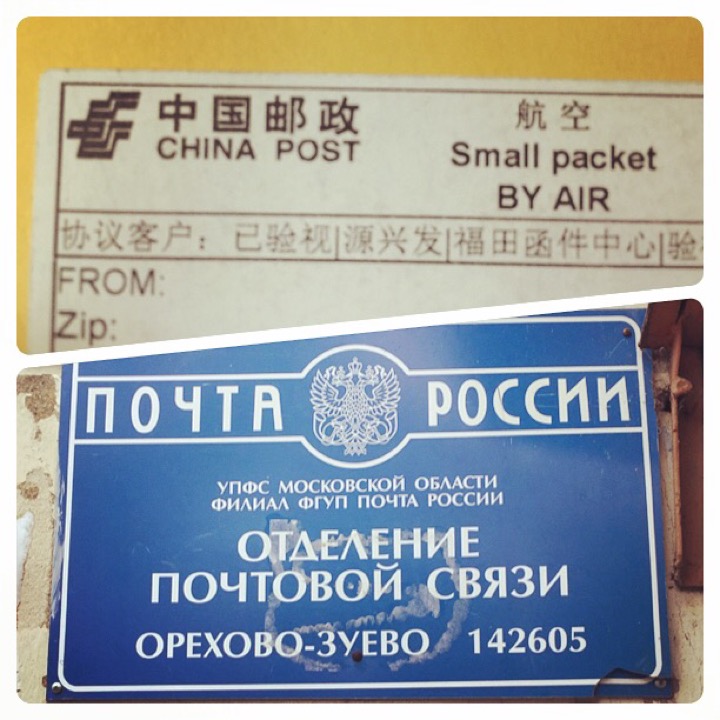 中国邮政
CHINA POST
航空
Small packet
BY AIR
协议客户：已验视|源兴发|福田函件中心|验
FROM:
Zip:
ПОЧТА РОССИИ
УПФС МОСКОВСКОЙ ОБЛАСТИ
ФИЛИАЛ ФГУП ПОЧТА РОССИИ
ОТДЕЛЕНИЕ
ПОЧТОВОЙ СВЯЗИ
ОРЕХОВО-ЗУЕВО 142605